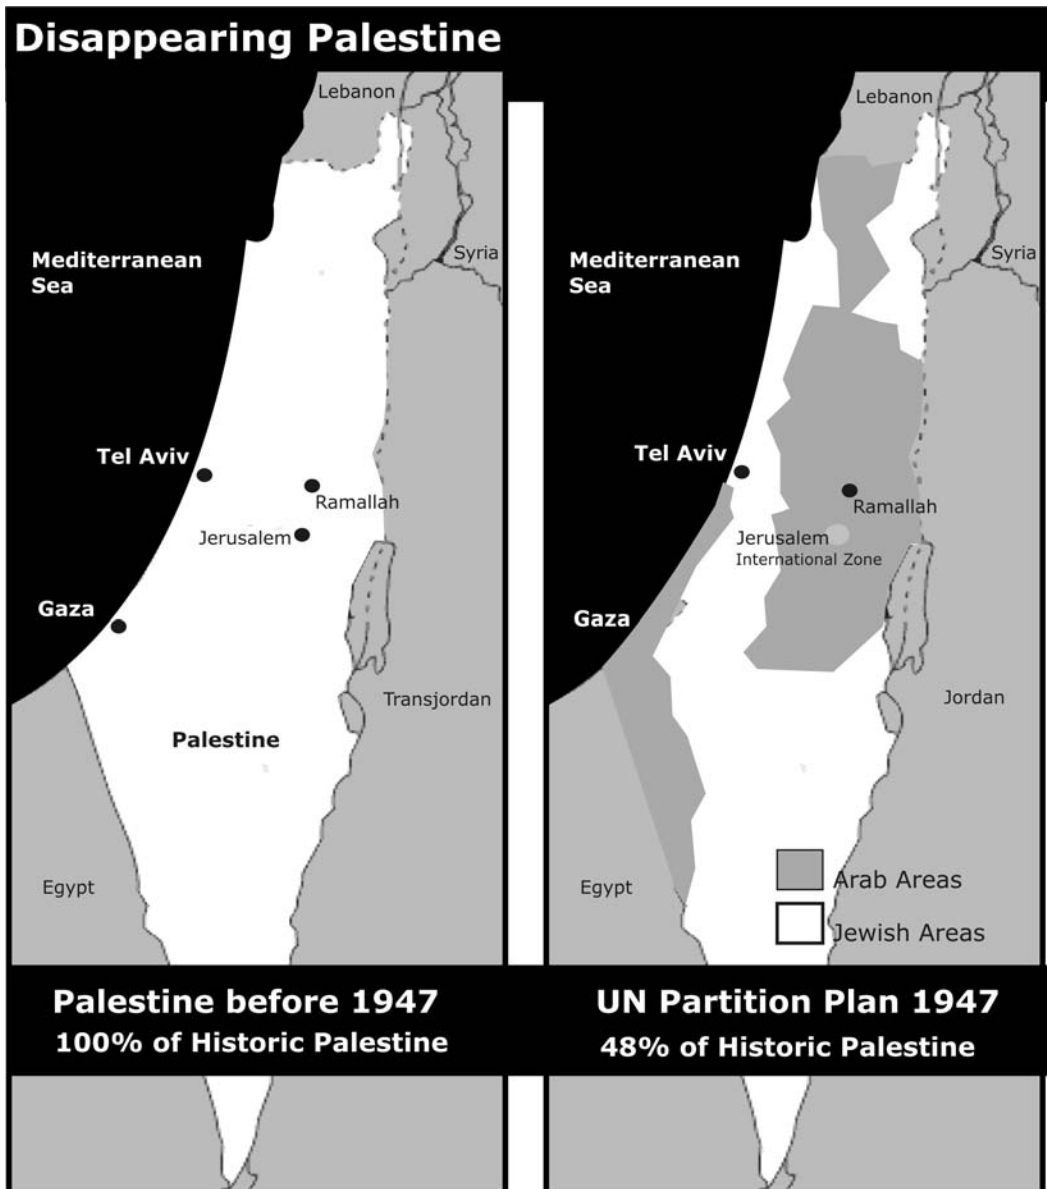 Disappearing Palestine
Lebanon
Mediterranean
Sea
Syria
Tel Aviv
Ramallah
Jerusalem
Gaza
Transjordan
Palestine
Egypt
Palestine before 1947
100% of Historic Palestine
Lebanon
Mediterranean
Sea
Syria
Tel Aviv
Ramallah
Jerusalem
International Zone
Gaza
Jordan
Egypt
Arab Areas
Jewish Areas
UN Partition Plan 1947
48% of Historic Palestine